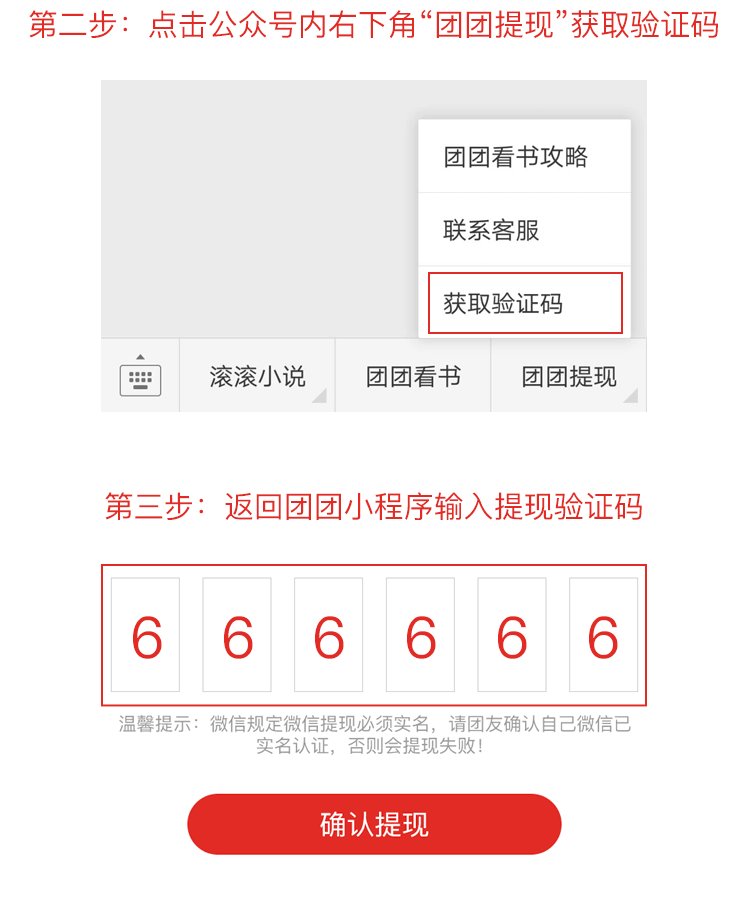 第二步：点击公众号内右下角“团团提现”获取验证码
团团看书攻略
联系客服
获取验证码
滚滚小说
团团看书
团团提现
第三步：返回团团小程序输入提现验证码
6 6 6 6 6 6
温馨提示：微信规定微信提现必须实名，请团友确认自己微信已
实名认证，否则会提现失败！
确认提现